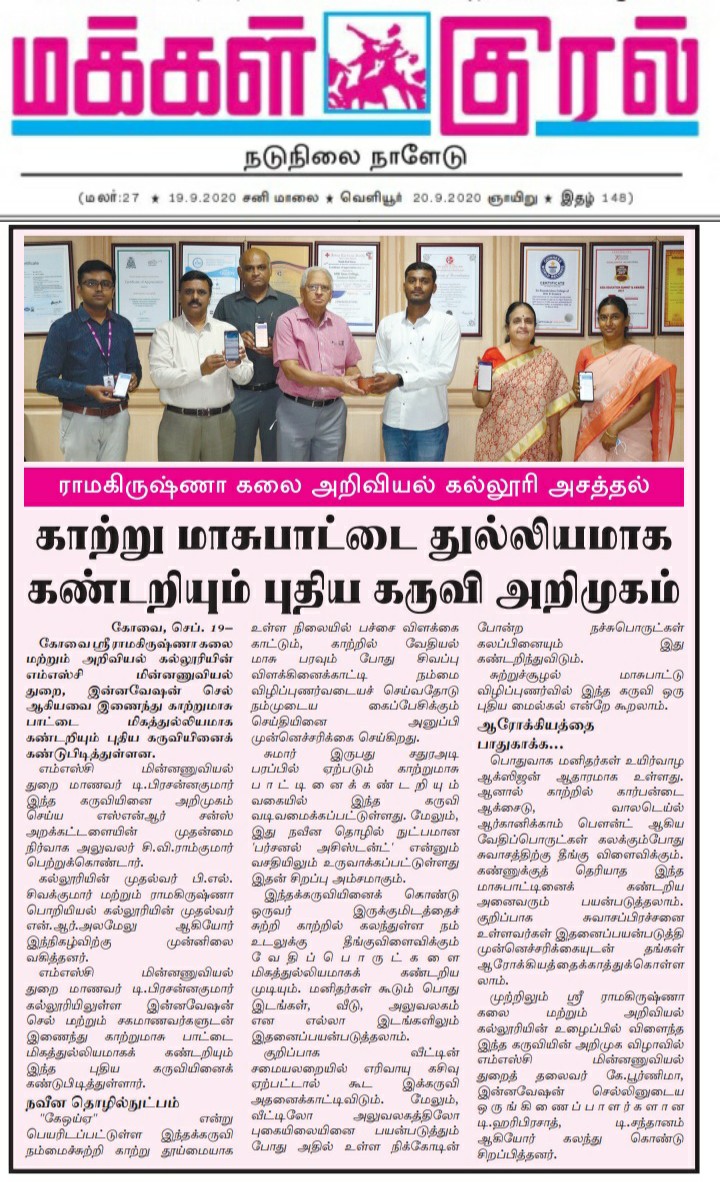 மக்கள் குரல்
நடுநிலை நாளேடு
(மலர்:27 ★ 19.9.2020 சனி மாலை ★ வெளியூர் 20.9.2020 ஞாயிறு ★ இதழ் 148)
ராமகிருஷ்ணா கலை அறிவியல் கல்லூரி அசத்தல்
காற்று மாசுபாட்டை துல்லியமாக
கண்டறியும் புதிய கருவி அறிமுகம்
கோவை, செப். 19–
கோவை ஸ்ரீ ராமகிருஷ்ணா கலை
மற்றும் அறிவியல் கல்லூரியின்
எம்எஸ்சி மின்னணுவியல்
துறை, இன்னவேஷன் செல்
ஆகியவை இணைந்து காற்றுமாசு
பாட்டை மிகத்துல்லியமாக
கண்டறியும் புதிய கருவியினைக்
கண்டுபிடித்துள்ளன.
எம்எஸ்சி மின்னணுவியல்
துறை மாணவர் டி.பிரசன்னகுமார்
இந்த கருவியினை அறிமுகம்
செய்ய எஸ்என்ஆர் சன்ஸ்
அறக்கட்டளையின் முதன்மை
நிர்வாக அலுவலர் சி.வி.ராம்குமார்
பெற்றுக்கொண்டார்.
கல்லூரியின் முதல்வர் பி.எல்.
சிவக்குமார் மற்றும் ராமகிருஷ்ணா
பொறியியல் கல்லூரியின் முதல்வர்
என்.ஆர்.அலமேலு ஆகியோர்
இந்நிகழ்விற்கு முன்னிலை
வகித்தனர்.
எம்எஸ்சி மின்னணுவியல்
துறை மாணவர் டி.பிரசன்னகுமார்
கல்லூரியிலுள்ள இன்னவேஷன்
செல் மற்றும் சகமாணவர்களுடன்
இணைந்து காற்றுமாசு பாட்டை
மிகத்துல்லியமாகக் கண்டறியும்
இந்த புதிய கருவியினைக்
கண்டுபிடித்துள்ளார்.
நவீன தொழில்நுட்பம்
"கேஒய்ஏ" என்று
பெயரிடப்பட்டுள்ள இந்தக்கருவி
நம்மைச்சுற்றி காற்று தூய்மையாக
உள்ள நிலையில் பச்சை விளக்கை
காட்டும், காற்றில் வேதியல்
மாசு பரவும் போது சிவப்பு
விளக்கினைக்காட்டி நம்மை
விழிப்புணர்வடையச் செய்வதோடு
நம்முடைய கைப்பேசிக்கும்
செய்தியினை அனுப்பி
முன்னெச்சரிக்கை செய்கிறது.
சுமார் இருபது சதுரஅடி
பரப்பில் ஏற்படும் காற்றுமாசு
பாட்டினைக்கண்டறியும்
வகையில் இந்த கருவி
வடிவமைக்கப்பட்டுள்ளது. மேலும்,
இது நவீன தொழில் நுட்பமான
'பர்சனல் அசிஸ்டன்ட்' என்னும்
வசதியிலும் உருவாக்கப்பட்டுள்ளது
இதன் சிறப்பு அம்சமாகும்.
இந்தக்கருவியினைக் கொண்டு
ஒருவர் இருக்குமிடத்தைச்
சுற்றி காற்றில் கலந்துள்ள நம்
உடலுக்கு தீங்குவிளைவிக்கும்
வேதிப்பொருட்களை
மிகத்துல்லியமாகக் கண்டறிய
முடியும். மனிதர்கள் கூடும் பொது
இடங்கள், வீடு, அலுவலகம்
என எல்லா இடங்களிலும்
இதனைப்பயன்படுத்தலாம்.
குறிப்பாக வீட்டின்
சமையலறையில் எரிவாயு கசிவு
ஏற்பட்டால் கூட இக்கருவி
அதனைக்காட்டிவிடும். மேலும்,
வீட்டிலோ அலுவலகத்திலோ
புகையிலையினை பயன்படுத்தும்
போது அதில் உள்ள நிக்கோடின்
போன்ற நச்சுபொருட்கள்
கலப்பினையும் இது
கண்டறிந்துவிடும்.
சுற்றுச்சூழல் மாசுபாட்டு
விழிப்புணர்வில் இந்த கருவி ஒரு
புதிய மைல்கல் என்றே கூறலாம்.
ஆரோக்கியத்தை
பாதுகாக்க...
பொதுவாக மனிதர்கள் உயிர்வாழ
ஆக்ஸிஜன் ஆதாரமாக உள்ளது.
ஆனால் காற்றில் கார்பன்டை
ஆக்சைடு, வாலடெய்ல்
ஆர்கானிக்காம் பெளன்ட் ஆகிய
வேதிப்பொருட்கள் கலக்கும்போது
சுவாசத்திற்கு தீங்கு விளைவிக்கும்.
கண்ணுக்குத் தெரியாத இந்த
மாசுபாட்டினைக் கண்டறிய
அனைவரும் பயன்படுத்தலாம்.
குறிப்பாக சுவாசப்பிரச்சனை
உள்ளவர்கள் இதனைப்பயன்படுத்தி
முன்னெச்சரிக்கையுடன் தங்கள்
ஆரோக்கியத்தைக்காத்துக்கொள்ள
லாம்.
முற்றிலும் ஸ்ரீ ராமகிருஷ்ணா
கலை மற்றும் அறிவியல்
கல்லூரியின் உழைப்பில் விளைந்த
இந்த கருவியின் அறிமுக விழாவில்
எம்எஸ்சி மின்னணுவியல்
துறைத் தலைவர் கே.பூர்ணிமா,
இன்னவேஷன் செல்லினுடைய
ஒருங்கிணைப்பாளர்களான
டி.ஹரிபிரசாத், டி.சந்தானம்
ஆகியோர் கலந்து கொண்டு
சிறப்பித்தனர்.